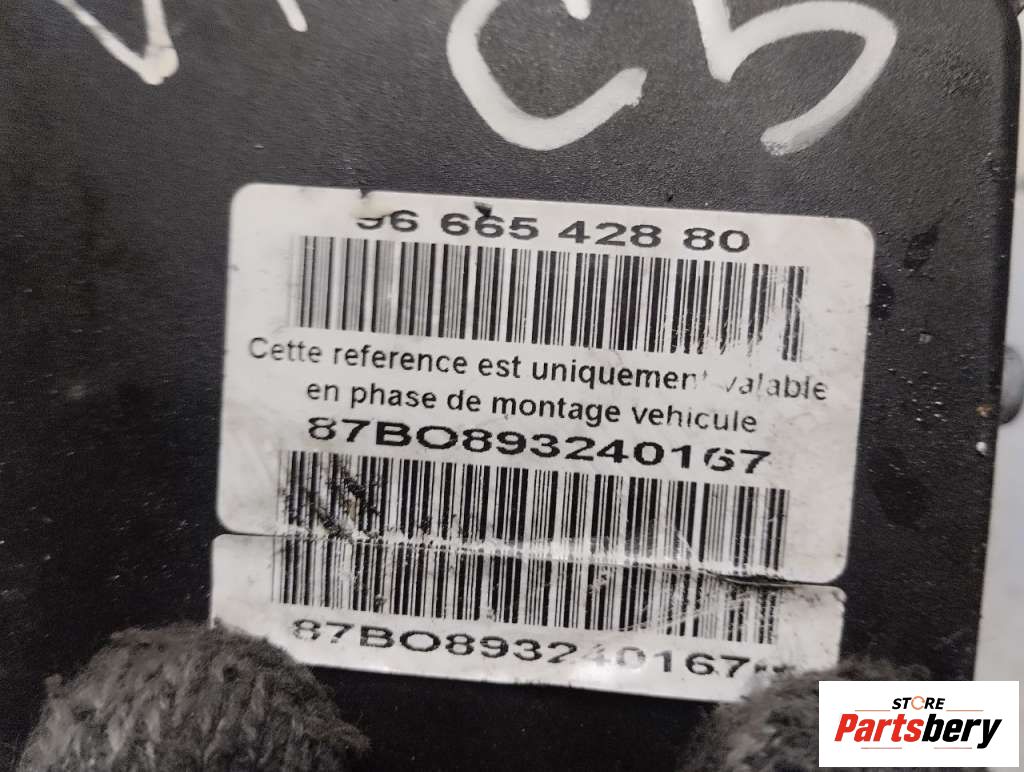 C5
96 665 428 80
Cette reference est uniquement valable
en phase de montage vehicule
87BO893240167
87BO893240167
STORE
Partsbery